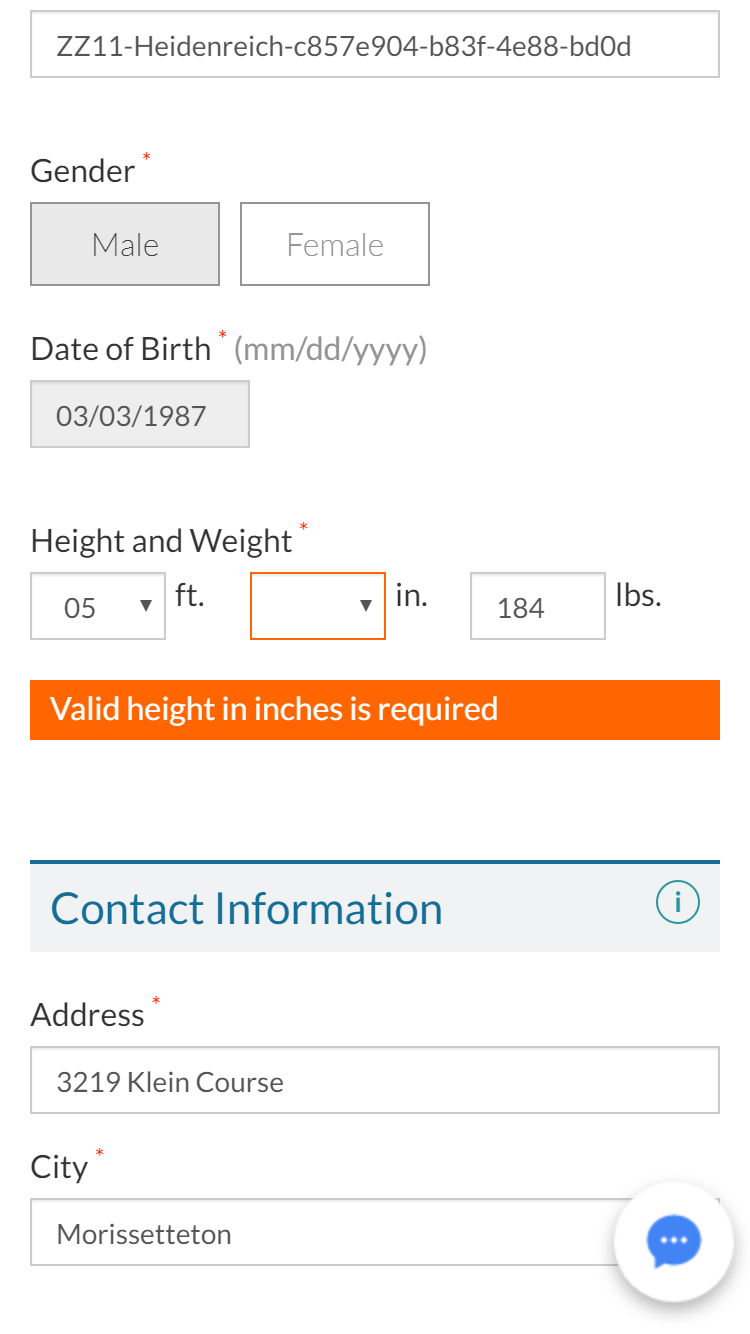 ZZ11-Heidenreich-c857e904-b83f-4e88-bd0d
Gender *
Male Female
Date of Birth * (mm/dd/yyyy)
03/03/1987
Height and Weight *
05 ft. in. 184 lbs.
Valid height in inches is required
Contact Information i
Address *
3219 Klein Course
City *
Morissetteton